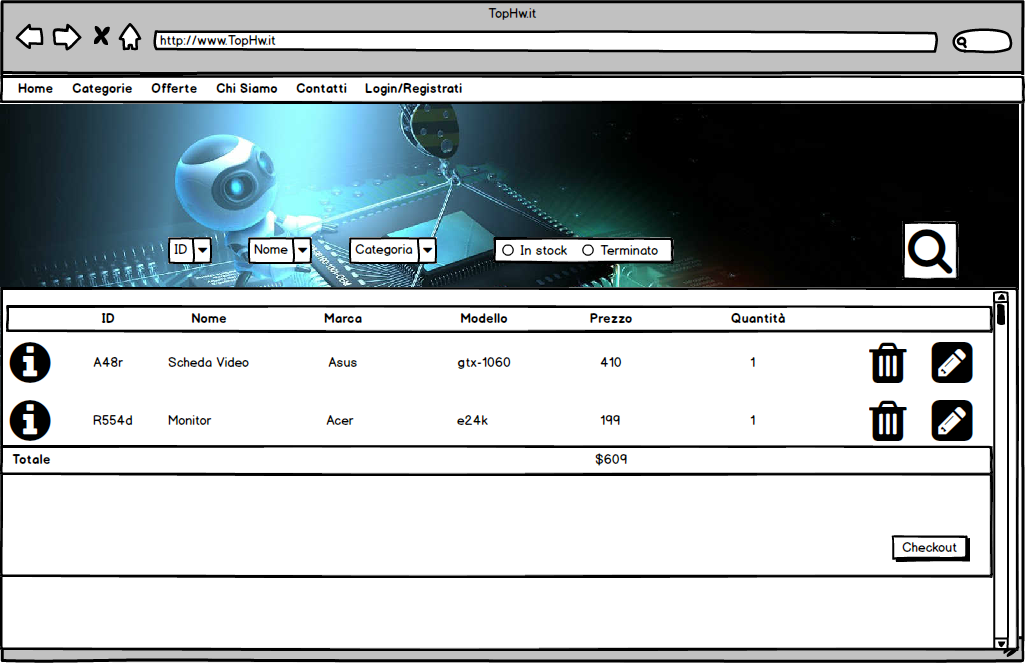 TopHw.it
http://www.TopHw.it
Home Categorie Offerte Chi Siamo Contatti Login/Registrati
ID Nome Categoria In stock Terminato
ID Nome Marca Modello Prezzo Quantità
A48r Scheda Video Asus gtx-1060 410 1
R554d Monitor Acer e24k 199 1
Totale $609
Checkout